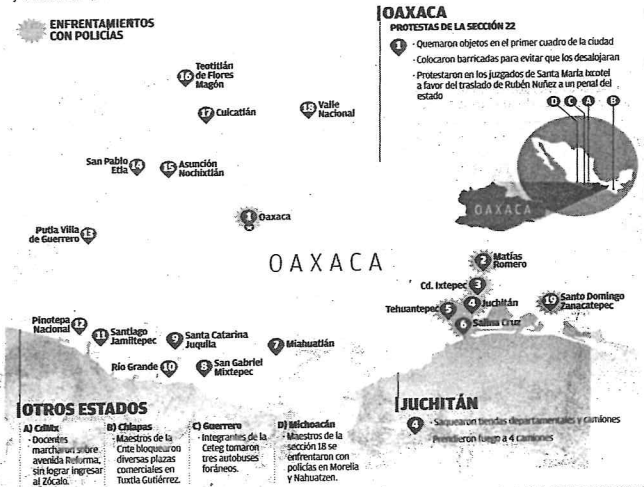 ENFRENTAMIENTOS
CON POLICÍAS
OAXACA
PROTESTAS DE LA SECCIÓN 22
1
· Quemaron objetos en el primer cuadro de la ciudad
· Colocaron barricadas para evitar que los desalojaran
· Protestaron en los juzgados de Santa María Ixcotel
a favor del traslado de Rubén Nuñez a un penal del
estado
D C A B
OAXACA
16 Teotitlán
de Flores
Magón
17 Cuicatlán
18 Valle
Nacional
San Pablo
Etla 14
15 Asunción
Nochixtlán
1 Oaxaca
Putla Villa
de Guerrero 13
OAXACA
2 Matías
Romero
Cd. Ixtepec 3
4 Juchitán
Tehuantepec 5
6 Salina Cruz
19 Santo Domingo
Zanacatepec
Pinotepa
Nacional 12
11 Santiago
Jamiltepec
9 Santa Catarina
Juquila
7 Miahuatlán
Río Grande 10
8 San Gabriel
Mixtepec
OTROS ESTADOS
A) CdMx
· Docentes
marcharon sobre
avenida Reforma,
sin lograr ingresar
al Zócalo.
B) Chiapas
· Maestros de la
Cnte bloquearon
diversas plazas
comerciales en
Tuxtla Gutiérrez.
C) Guerrero
· Integrantes de la
Ceteg tomaron
tres autobuses
foráneos.
D) Michoacán
· Maestros de la
sección 18 se
enfrentaron con
policías en Morelia
y Nahuatzen.
JUCHITÁN
4
· Saquearon tiendas departamentales y camiones
· Prendieron fuego a 4 camiones